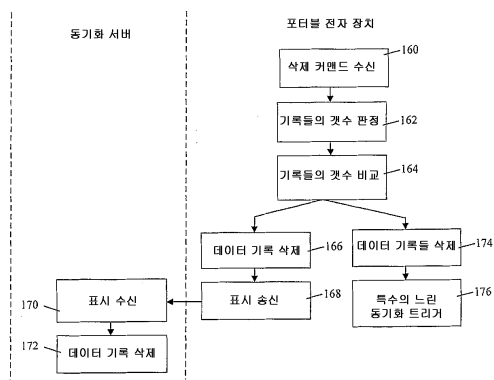 동기화 서버
포터블 전자 장치
삭제 커맨드 수신
160
기록들의 갯수 판정
162
기록들의 갯수 비교
164
데이터 기록 삭제
166
데이터 기록들 삭제
174
170
표시 수신
표시 송신
168
특수의 느린
동기화 트리거
176
172
데이터 기록 삭제